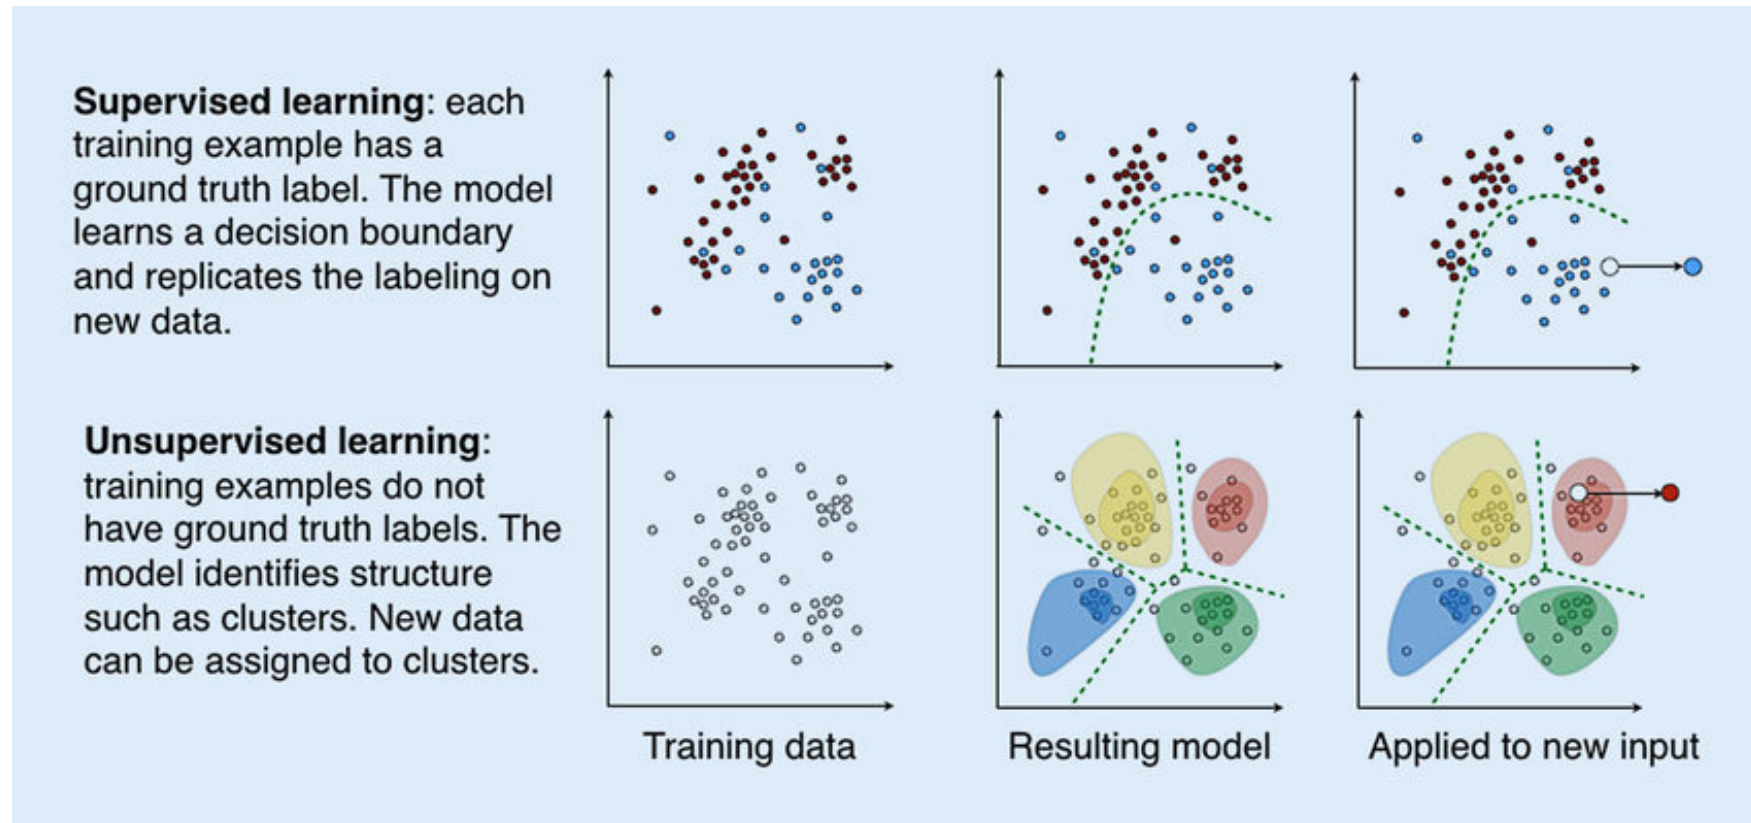 Supervised learning: each
training example has a
ground truth label. The model
learns a decision boundary
and replicates the labeling on
new data.
Unsupervised learning:
training examples do not
have ground truth labels. The
model identifies structure
such as clusters. New data
can be assigned to clusters.
Training data
Resulting model
Applied to new input